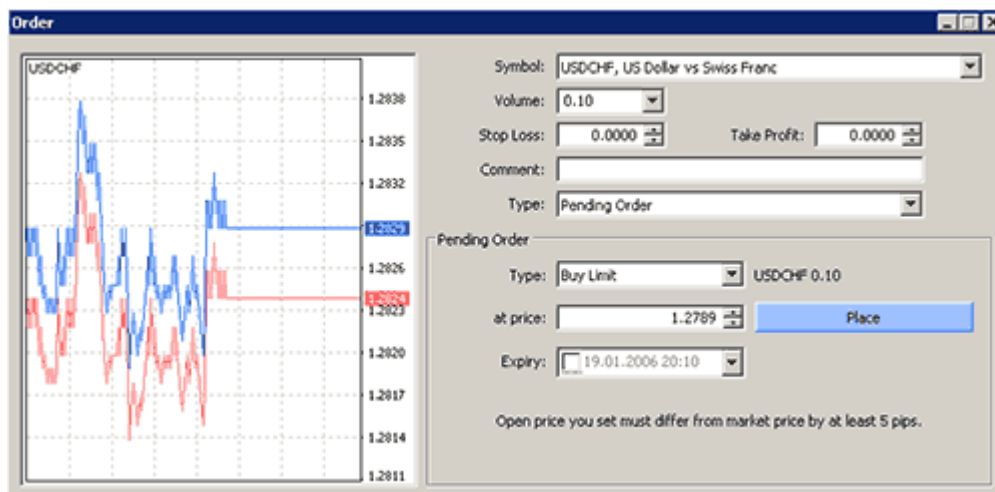 Order
USDCHF
1.2838
1.2835
1.2832
1.2829
1.2826
1.2824
1.2823
1.2820
1.2817
1.2814
1.2811
Symbol: USDCHF, US Dollar vs Swiss Franc
Volume: 0.10
Stop Loss: 0.0000 Take Profit: 0.0000
Comment:
Type: Pending Order
Pending Order
Type: Buy Limit USDCHF 0.10
at price: 1.2789 Place
Expiry: 19.01.2006 20:10
Open price you set must differ from market price by at least 5 pips.